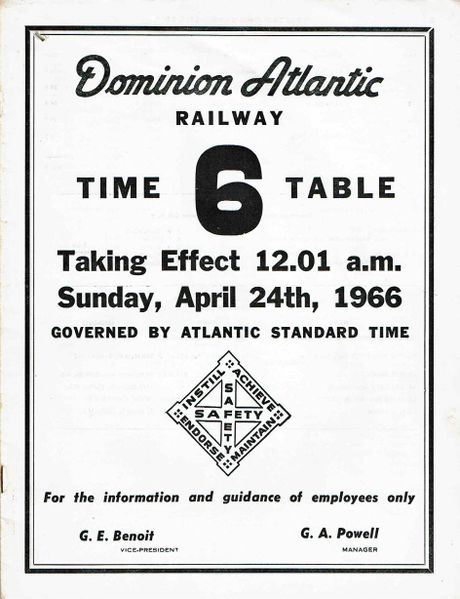 Dominion Atlantic
RAILWAY
TIME 6 TABLE
Taking Effect 12.01 a.m.
Sunday, April 24th, 1966
GOVERNED BY ATLANTIC STANDARD TIME
INSTILL ACHIEVE
SAFETY
SAFETY
ENDORSE MAINTAIN
For the information and guidance of employees only
G. E. Benoit
VICE-PRESIDENT
G. A. Powell
MANAGER